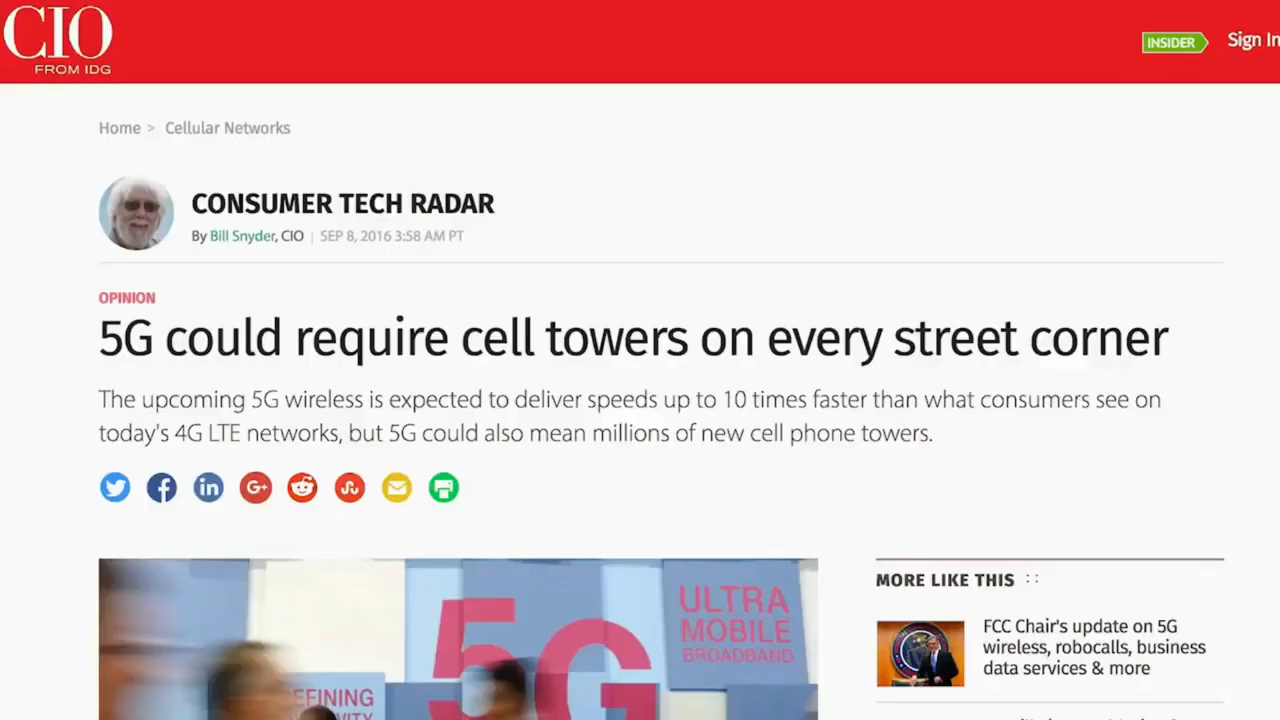 CIO
FROM IDG
INSIDER
Sign In
Home > Cellular Networks
CONSUMER TECH RADAR
By Bill Snyder, CIO | SEP 8, 2016 3:58 AM PT
OPINION
5G could require cell towers on every street corner
The upcoming 5G wireless is expected to deliver speeds up to 10 times faster than what consumers see on
today's 4G LTE networks, but 5G could also mean millions of new cell phone towers.
5G
ULTRA
MOBILE
BROADBAND
EFINING
MORE LIKE THIS
FCC Chair's update on 5G
wireless, robocalls, business
data services & more